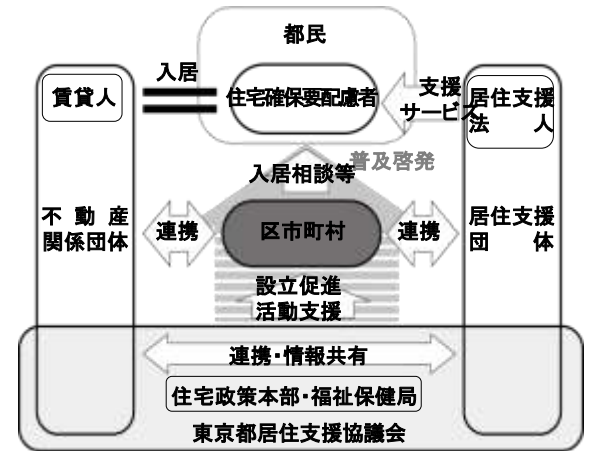 都民
入居
賃貸人
住宅確保要配慮者
支援
サービス
居住支援
法人
普及啓発
入居相談等
不動産
関係団体
連携
区市町村
連携
居住支援
団体
設立促進
活動支援
連携・情報共有
住宅政策本部・福祉保健局
東京都居住支援協議会